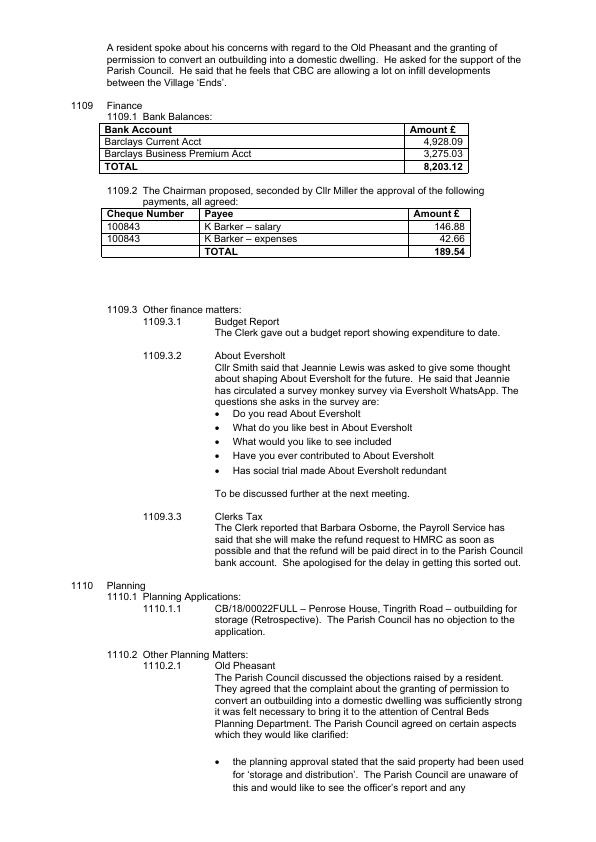 A resident spoke about his concerns with regard to the Old Pheasant and the granting of
permission to convert an outbuilding into a domestic dwelling.  He asked for the support of the
Parish Council.  He said that he feels that CBC are allowing a lot on infill developments
between the Village ‘Ends’.
1109 Finance
1109.1 Bank Balances:
Bank Account Amount £
Barclays Current Acct 4,928.09
Barclays Business Premium Acct 3,275.03
TOTAL 8,203.12
1109.2 The Chairman proposed, seconded by Cllr Miller the approval of the following
payments, all agreed:
Cheque Number Payee Amount £
100843 K Barker – salary 146.88
100843 K Barker – expenses 42.66
TOTAL 189.54
1109.3 Other finance matters:
1109.3.1 Budget Report
The Clerk gave out a budget report showing expenditure to date.
1109.3.2 About Eversholt
Cllr Smith said that Jeannie Lewis was asked to give some thought
about shaping About Eversholt for the future.  He said that Jeannie
has circulated a survey monkey survey via Eversholt WhatsApp. The
questions she asks in the survey are:
• Do you read About Eversholt
• What do you like best in About Eversholt
• What would you like to see included
• Have you ever contributed to About Eversholt
• Has social trial made About Eversholt redundant
To be discussed further at the next meeting.
1109.3.3 Clerks Tax
The Clerk reported that Barbara Osborne, the Payroll Service has
said that she will make the refund request to HMRC as soon as
possible and that the refund will be paid direct in to the Parish Council
bank account.  She apologised for the delay in getting this sorted out.
1110 Planning
1110.1 Planning Applications:
1110.1.1 CB/18/00022FULL – Penrose House, Tingrith Road – outbuilding for
storage (Retrospective).  The Parish Council has no objection to the
application.
1110.2 Other Planning Matters:
1110.2.1 Old Pheasant
The Parish Council discussed the objections raised by a resident.
They agreed that the complaint about the granting of permission to
convert an outbuilding into a domestic dwelling was sufficiently strong
it was felt necessary to bring it to the attention of Central Beds
Planning Department. The Parish Council agreed on certain aspects
which they would like clarified:
• the planning approval stated that the said property had been used
for ‘storage and distribution’.  The Parish Council are unaware of
this and would like to see the officer’s report and any